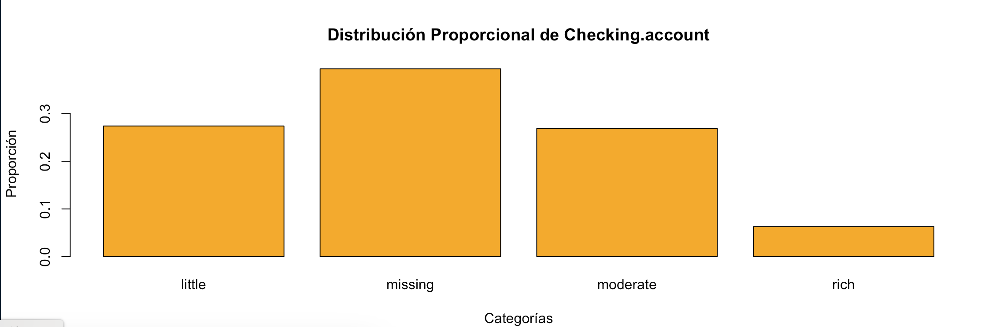 Distribución Proporcional de Checking.account
Proporción
0.3
0.2
0.1
0.0
little
missing
moderate
rich
Categorías